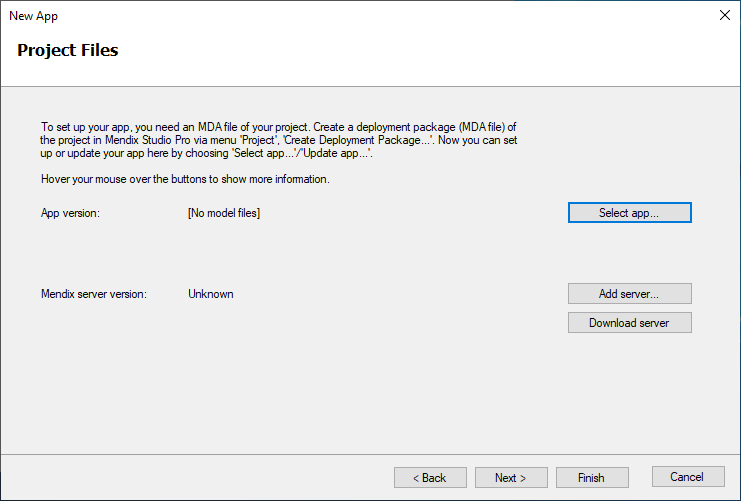 New App
Project Files
To set up your app, you need an MDA file of your project. Create a deployment package (MDA file) of
the project in Mendix Studio Pro via menu 'Project', 'Create Deployment Package...'. Now you can set
up or update your app here by choosing 'Select app...'/'Update app...'.
Hover your mouse over the buttons to show more information.
App version: [No model files] Select app...
Mendix server version: Unknown Add server...
Download server
< Back Next > Finish Cancel